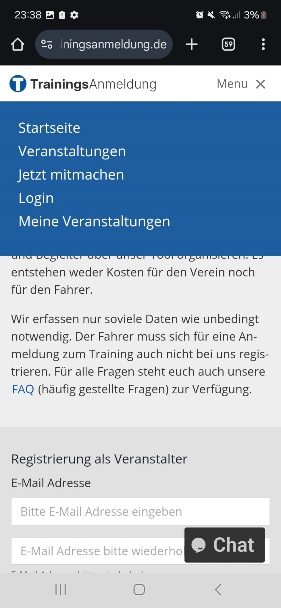 23:38
3%
iningsanmeldung.de
59
TrainingsAnmeldung
Menu
Startseite
Veranstaltungen
Jetzt mitmachen
Login
Meine Veranstaltungen
und Begleiter über unser Tool organisieren. Es
entstehen weder Kosten für den Verein noch
für den Fahrer.
Wir erfassen nur soviele Daten wie unbedingt
notwendig. Der Fahrer muss sich für eine An-
meldung zum Training auch nicht bei uns regis-
trieren. Für alle Fragen steht euch auch unsere
FAQ (häufig gestellte Fragen) zur Verfügung.
Registrierung als Veranstalter
E-Mail Adresse
Bitte E-Mail Adresse eingeben
E-Mail Adresse bitte wiederho
Chat